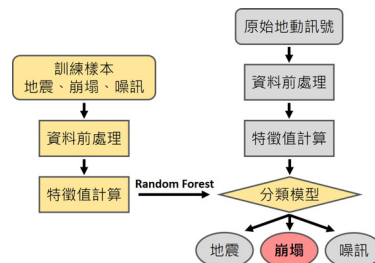 訓練樣本
地震、崩塌、噪訊
資料前處理
特徵值計算
Random Forest
原始地動訊號
資料前處理
特徵值計算
分類模型
地震
崩塌
噪訊